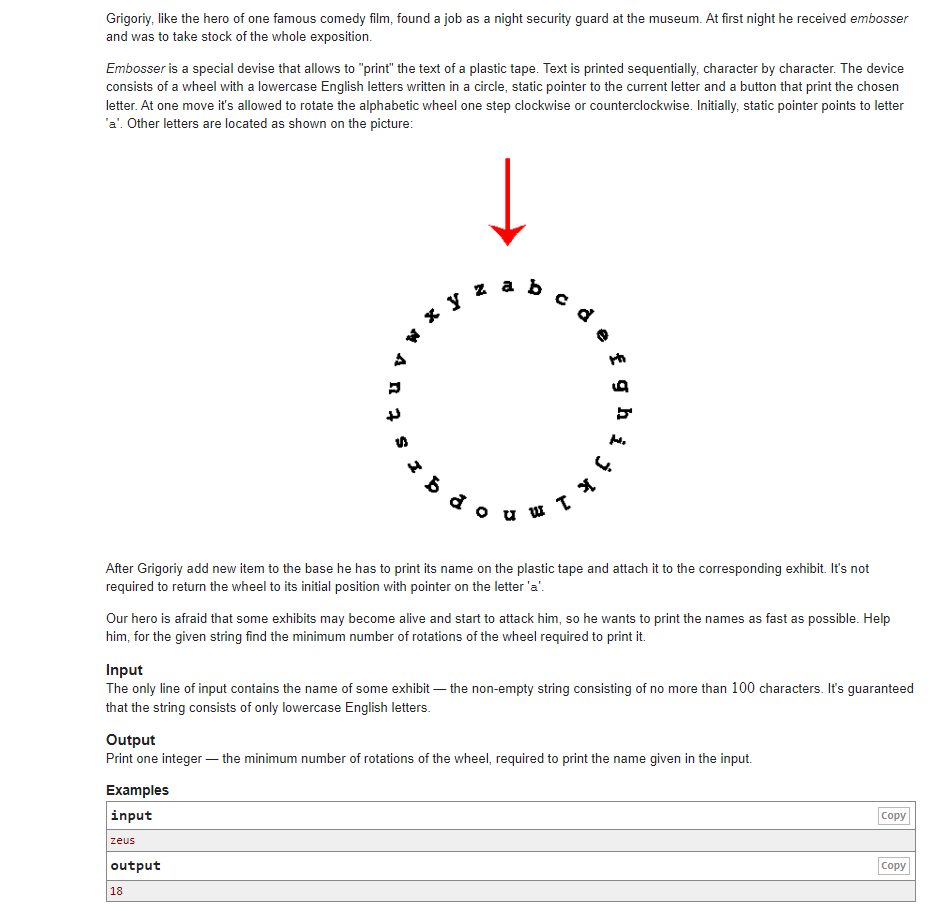 Grigoriy, like the hero of one famous comedy film, found a job as a night security guard at the museum. At first night he received embosser
and was to take stock of the whole exposition.
Embosser is a special devise that allows to "print" the text of a plastic tape. Text is printed sequentially, character by character. The device
consists of a wheel with a lowercase English letters written in a circle, static pointer to the current letter and a button that print the chosen
letter. At one move it's allowed to rotate the alphabetic wheel one step clockwise or counterclockwise. Initially, static pointer points to letter
'a'. Other letters are located as shown on the picture:
a b c d e f g h i j k l m n o p q r s t u v w x y z
After Grigoriy add new item to the base he has to print its name on the plastic tape and attach it to the corresponding exhibit. It's not
required to return the wheel to its initial position with pointer on the letter 'a'.
Our hero is afraid that some exhibits may become alive and start to attack him, so he wants to print the names as fast as possible. Help
him, for the given string find the minimum number of rotations of the wheel required to print it.
Input
The only line of input contains the name of some exhibit — the non-empty string consisting of no more than 100 characters. It's guaranteed
that the string consists of only lowercase English letters.
Output
Print one integer — the minimum number of rotations of the wheel, required to print the name given in the input.
Examples
input
Copy
zeus
output
Copy
18